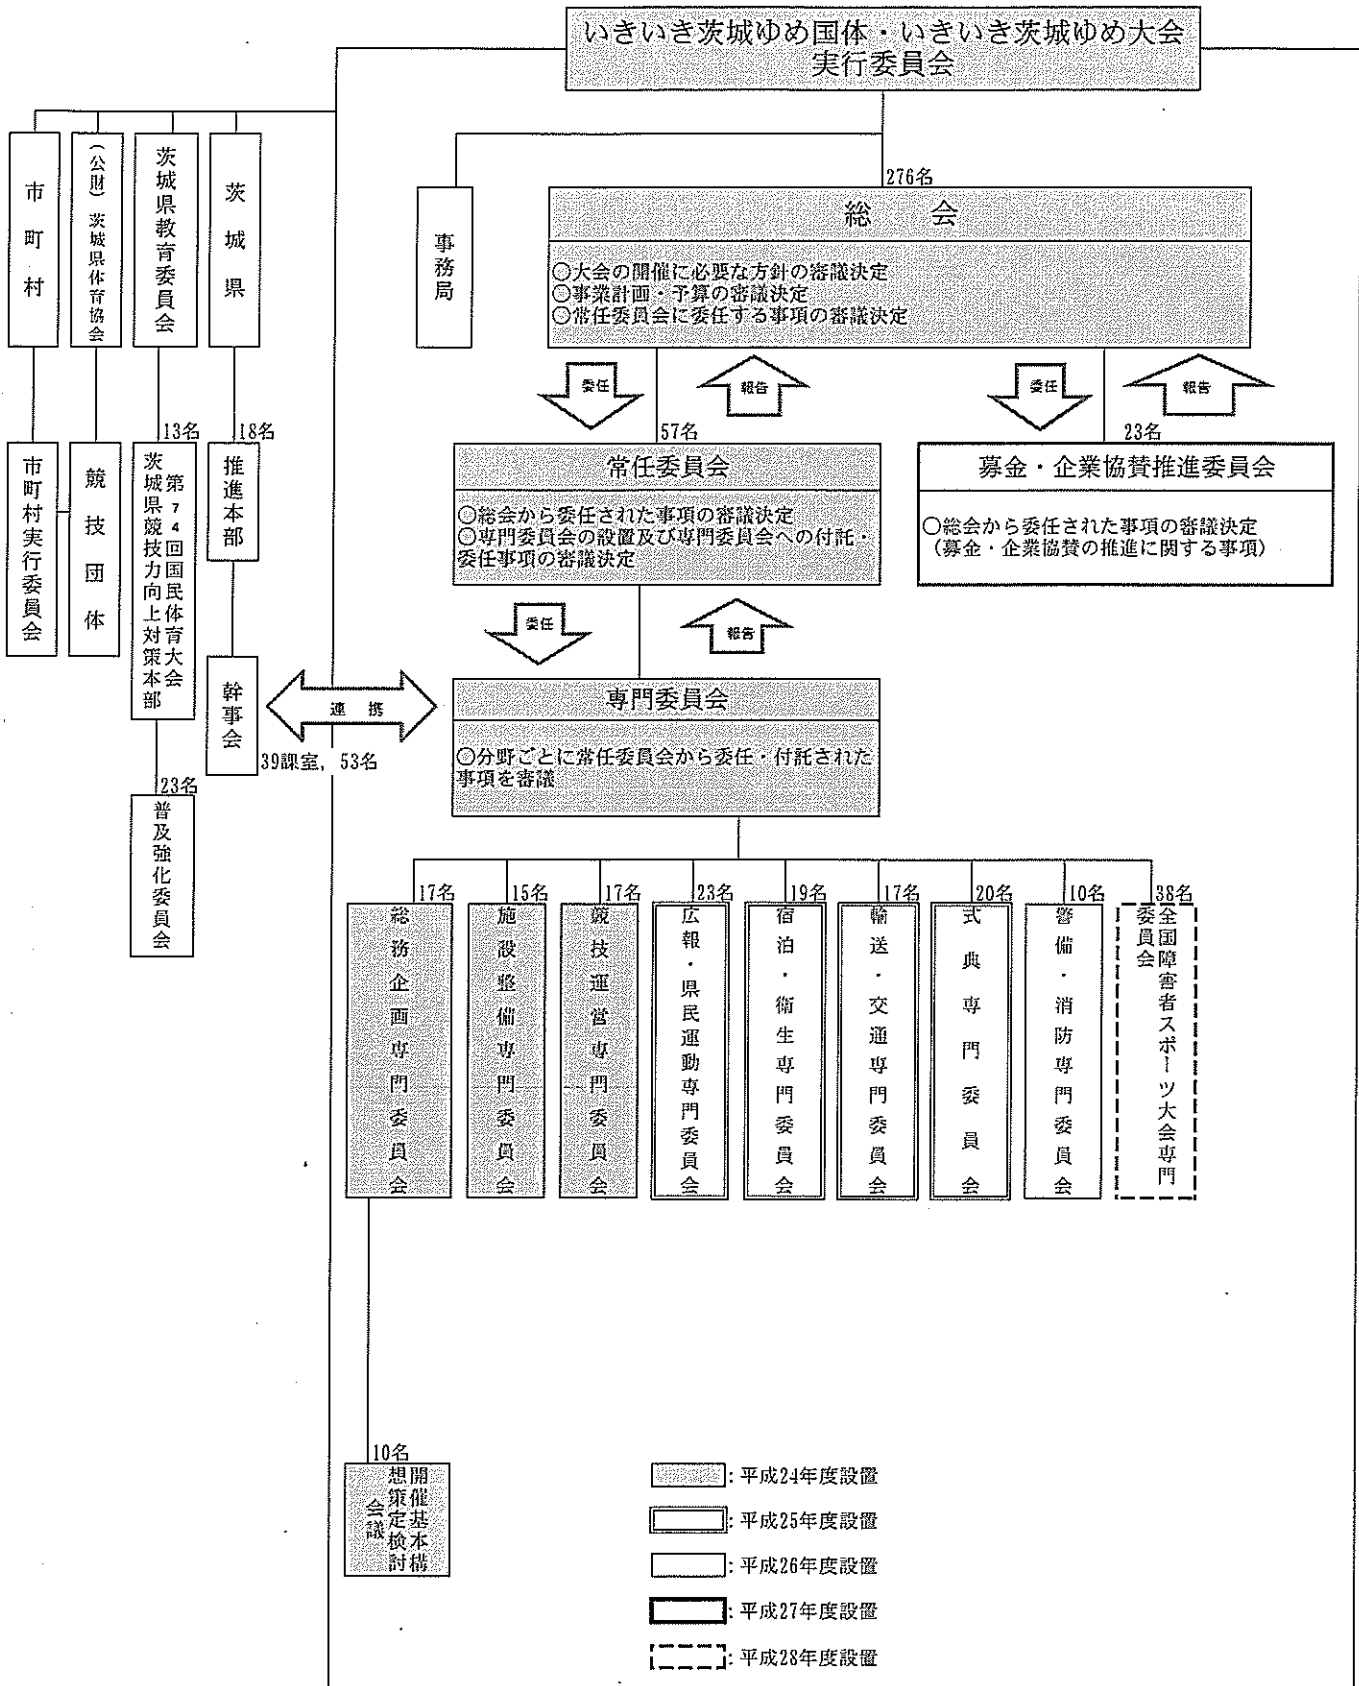 いきいき茨城ゆめ国体・いきいき茨城ゆめ大会
実行委員会
市町村
(公財)茨城県体育協会
茨城県教育委員会
茨城県
事務局
276名
総会
○大会の開催に必要な方針の審議決定
○事業計画・予算の審議決定
○常任委員会に委任する事項の審議決定
委任
報告
委任
報告
市町村実行委員会
競技団体
13名
第74回国民体育大会
茨城県競技力向上対策本部
18名
推進本部
57名
常任委員会
○総会から委任された事項の審議決定
○専門委員会の設置及び専門委員会への付託・
委任事項の審議決定
23名
募金・企業協賛推進委員会
○総会から委任された事項の審議決定
(募金・企業協賛の推進に関する事項)
委任
報告
幹事会
39課室,53名
連携
専門委員会
○分野ごとに常任委員会から委任・付託された
事項を審議
23名
普及強化委員会
17名
総務企画専門委員会
15名
施設整備専門委員会
17名
競技運営専門委員会
23名
広報・県民運動専門委員会
19名
宿泊・衛生専門委員会
17名
輸送・交通専門委員会
20名
式典専門委員会
10名
警備・消防専門委員会
38名
全国障害者スポーツ大会専門
委員会
10名
開催基本構
想策定検討
会議
:平成24年度設置
:平成25年度設置
:平成26年度設置
:平成27年度設置
:平成28年度設置